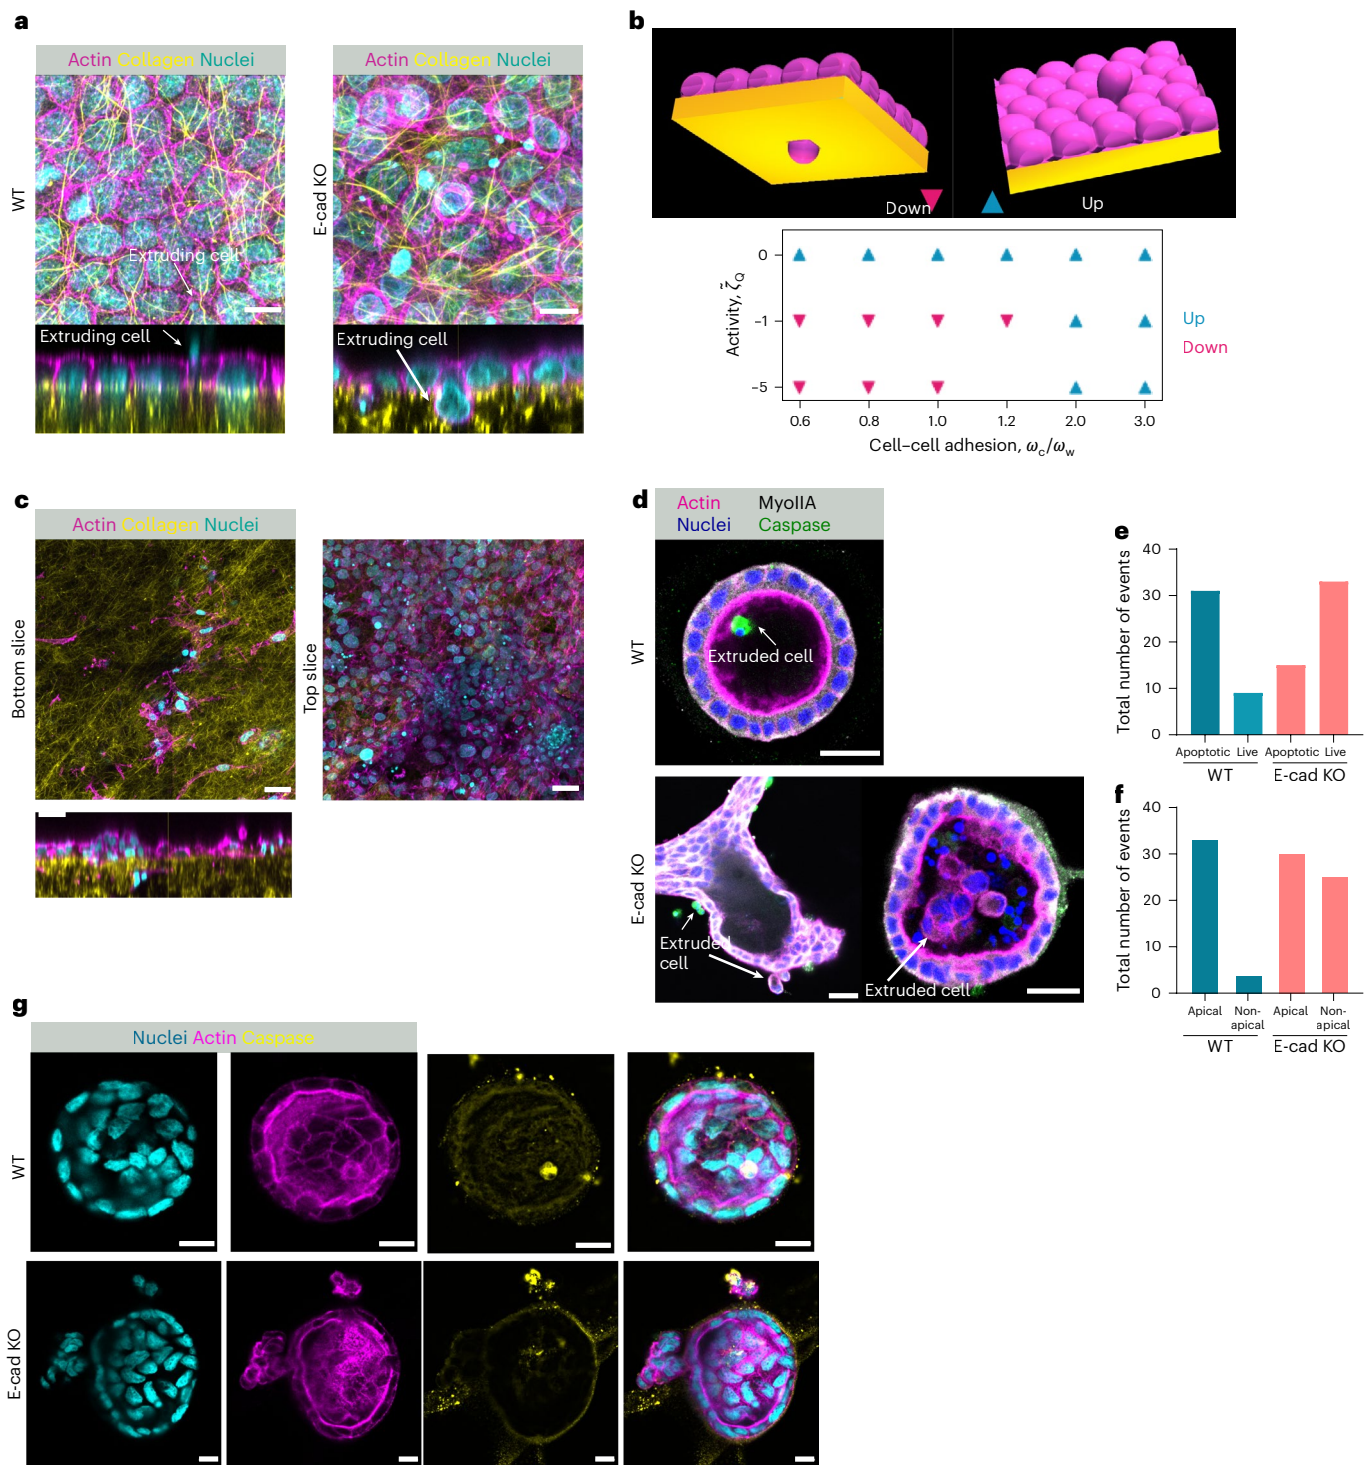 a
Actin Collagen Nuclei
Actin Collagen Nuclei
WT
E-cad KO
Extruding cell
Extruding cell
Extruding cell
b
Down
Up
Activity, ζ̃Q
0
–1
–5
0.6 0.8 1.0 1.2 2.0 3.0
Cell–cell adhesion, ωc/ωw
Up
Down
c
Actin Collagen Nuclei
Bottom slice
Top slice
d
Actin MyoIIA
Nuclei Caspase
WT
Extruded cell
E-cad KO
Extruded
cell
Extruded cell
e
Total number of events
40
30
20
10
0
Apoptotic Live Apoptotic Live
WT E-cad KO
f
Total number of events
40
30
20
10
0
Apical Non-apical Apical Non-apical
WT E-cad KO
g
Nuclei Actin Caspase
WT
E-cad KO